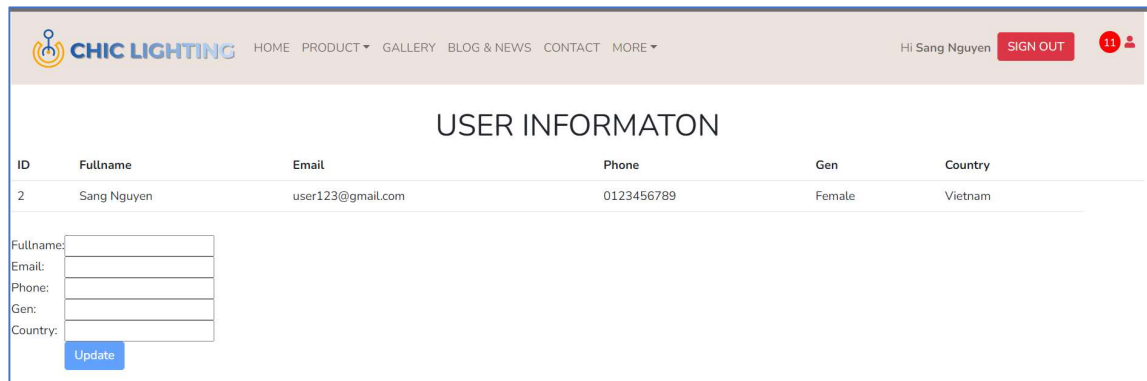 CHIC LIGHTING HOME PRODUCT GALLERY BLOG & NEWS CONTACT MORE Hi Sang Nguyen SIGN OUT 11
USER INFORMATON
ID Fullname Email Phone Gen Country
2 Sang Nguyen user123@gmail.com 0123456789 Female Vietnam
Fullname:
Email:
Phone:
Gen:
Country:
Update